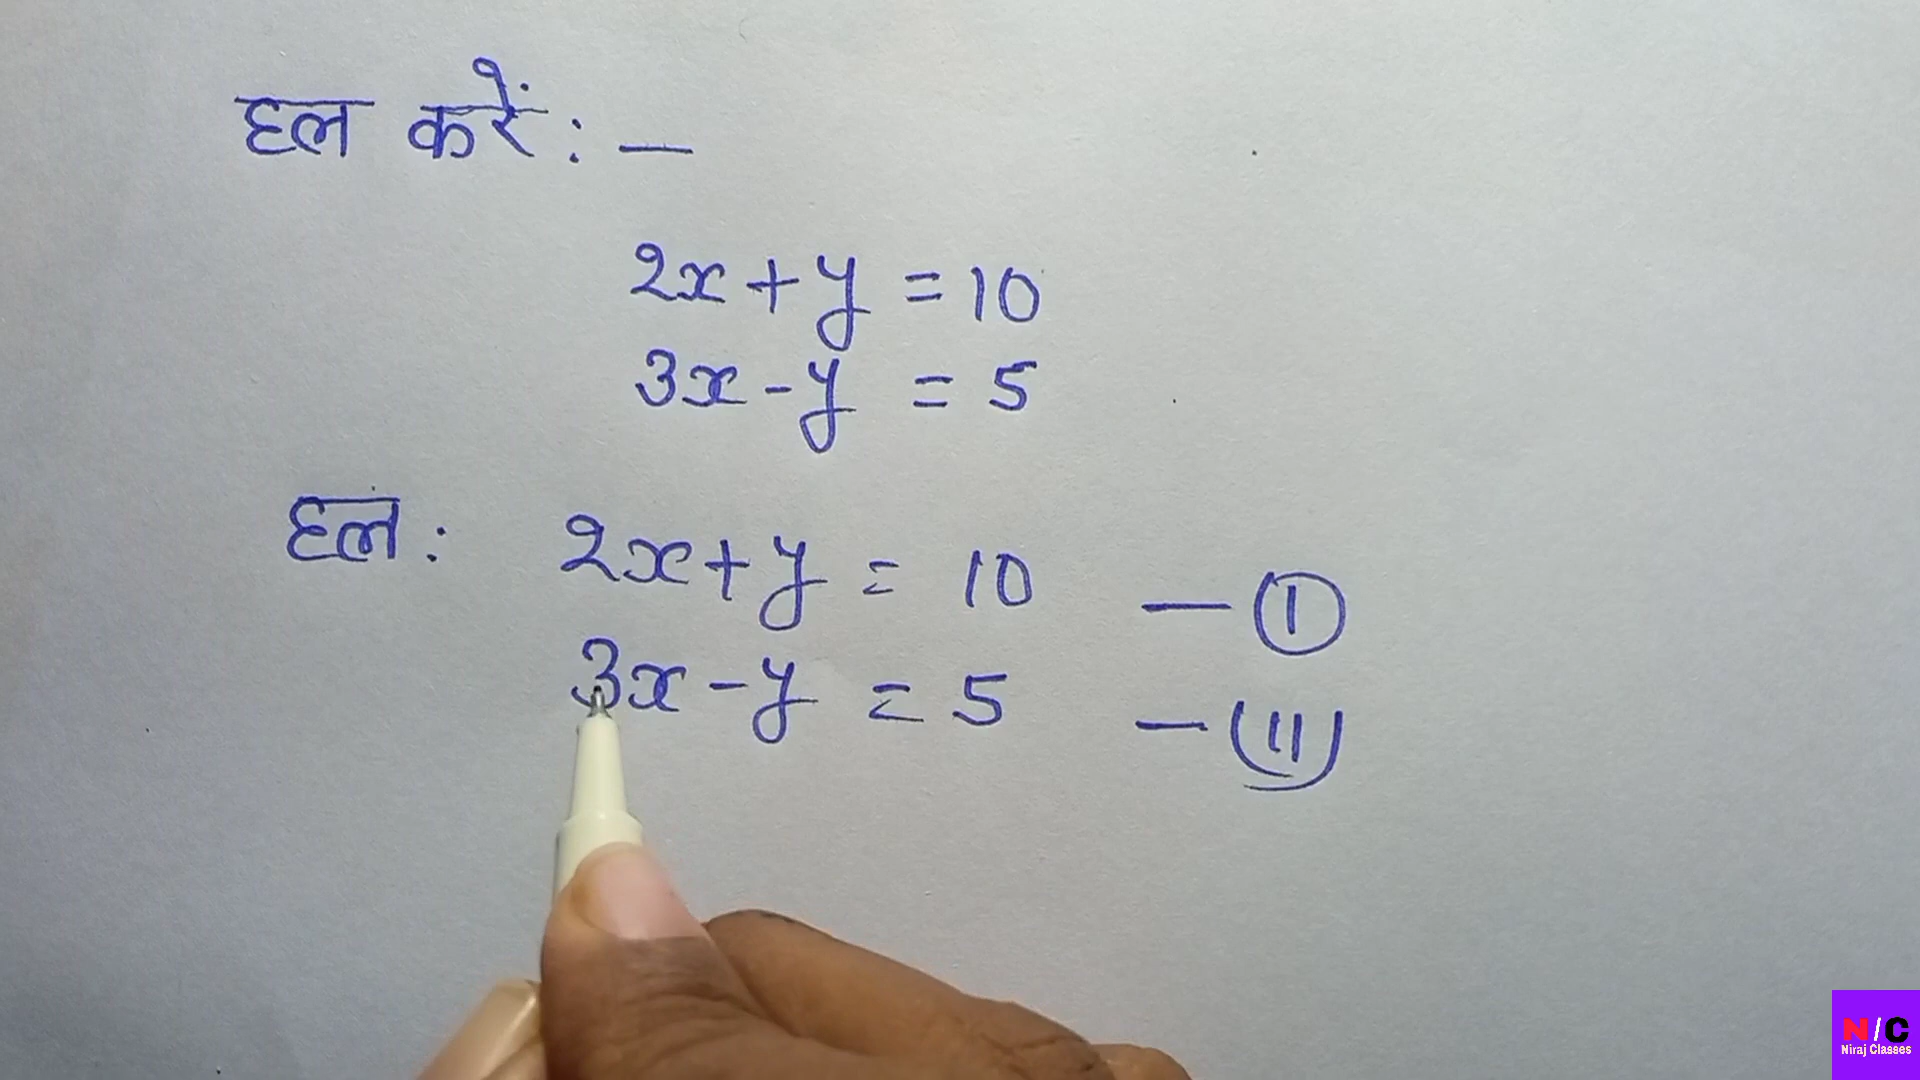 हल करें : —
2x + y = 10
3x - y = 5
हल : 2x + y = 10 — (I)
3x - y = 5 — (II)
N/C
Niraj Classes